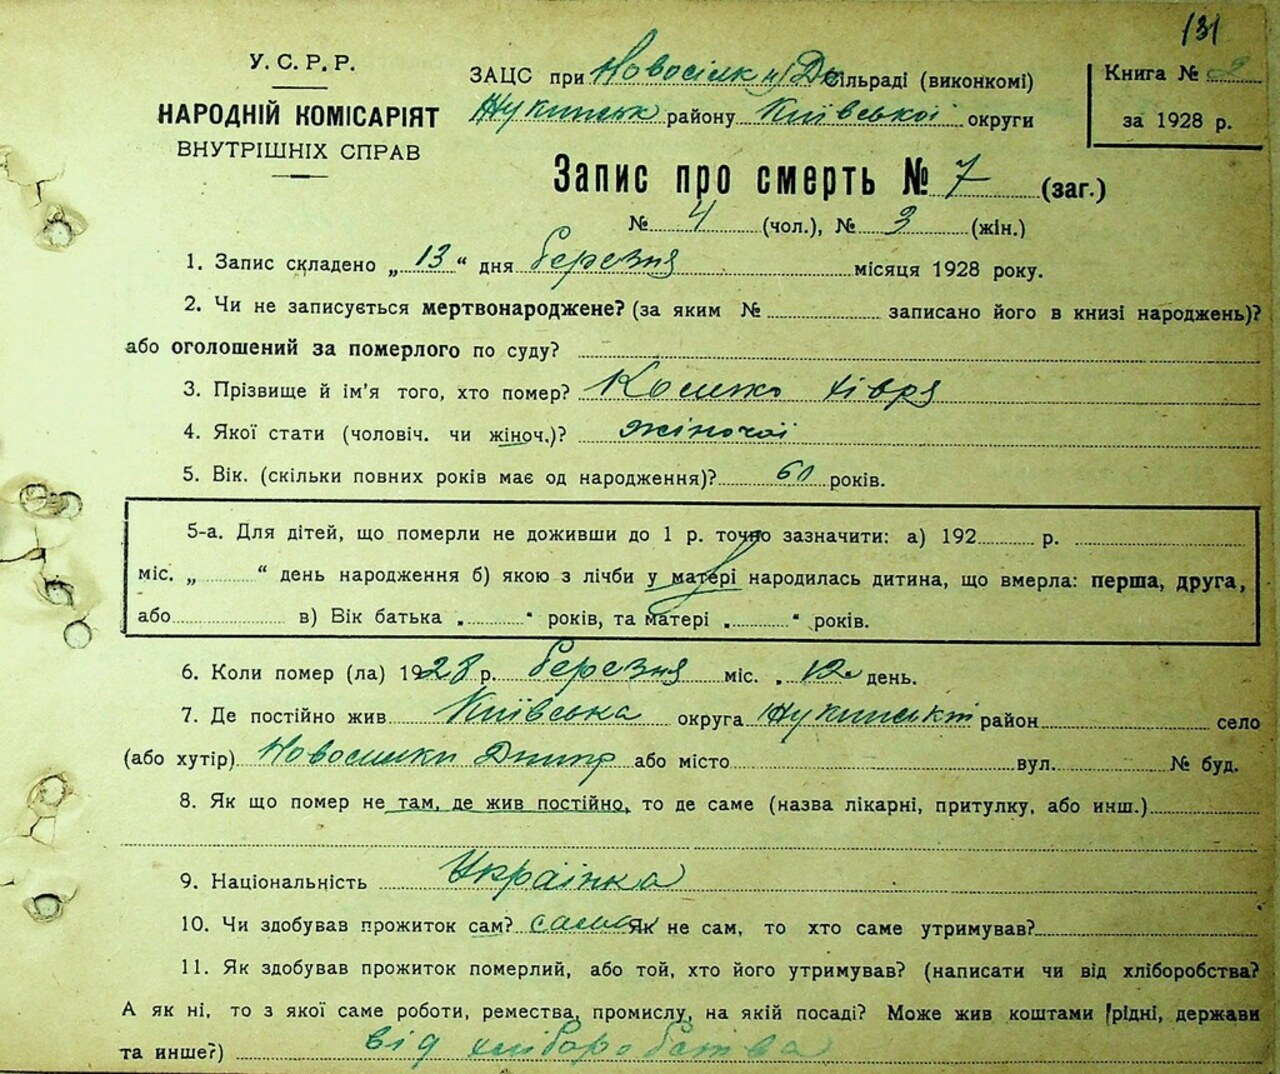 131
У. С. Р. Р.
НАРОДНІЙ КОМІСАРІЯТ
ВНУТРІШНІХ СПРАВ
ЗАЦС при Новосілк н/Дн Сільраді (виконкомі)
району Київської округи
Книга № 2
за 1928 р.
Запис про смерть № 7 (заг.)
№ 4 (чол.), № 3 (жін.)
1. Запис складено „ 13 “ дня березня місяця 1928 року.
2. Чи не записується мертвонароджене? (за яким № записано його в книзі народжень)?
або оголошений за померлого по суду?
3. Прізвище й ім’я того, хто помер? Хівря
4. Якої стати (чоловіч. чи жіноч.)? жіночої
5. Вік. (скільки повних років має од народження)? 60 років.
5-а. Для дітей, що померли не доживши до 1 р. точно зазначити: а) 192 р.
міс. „ “ день народження б) якою з лічби у матері народилась дитина, що вмерла: перша, друга,
або в) Вік батька „ “ років, та матері „ “ років.
6. Коли помер (ла) 1928 р. березня міс. „ 12 день.
7. Де постійно жив Київська округа район село
(або хутір) Новосілки Дніпр або місто вул. № буд.
8. Як що помер не там, де жив постійно, то де саме (назва лікарні, притулку, або инш.)
9. Національність Українка
10. Чи здобував прожиток сам? сама Як не сам, то хто саме утримував?
11. Як здобував прожиток померлий, або той, хто його утримував? (написати чи від хліборобства?
А як ні, то з якої саме роботи, ремества, промислу, на якій посаді? Може жив коштами рідні, держави
та инше?) від хліборобства